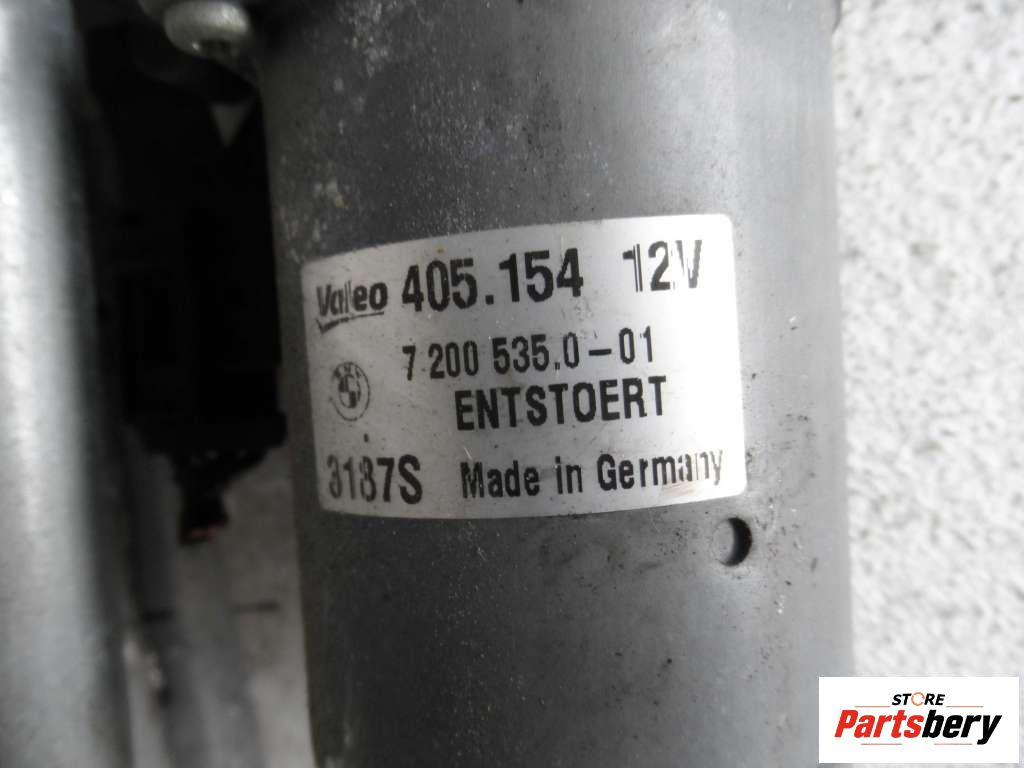 Valeo 405.154 12V
7 200 535.0-01
ENTSTOERT
3187S Made in Germany
STORE
Partsbery